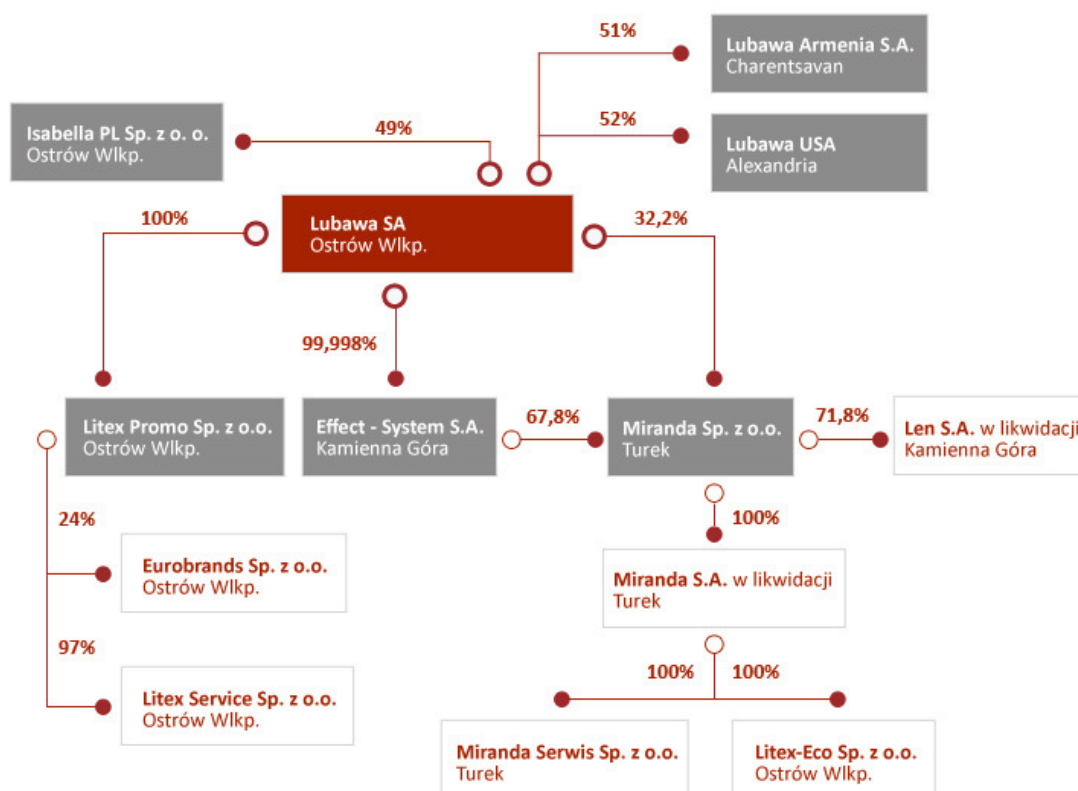 51%
Lubawa Armenia S.A.
Charentsavan
Isabella PL Sp. z o. o.
Ostrów Wlkp.
49%
52%
Lubawa USA
Alexandria
100%
Lubawa SA
Ostrów Wlkp.
32,2%
99,998%
Litex Promo Sp. z o.o.
Ostrów Wlkp.
Effect - System S.A.
Kamienna Góra
67,8%
Miranda Sp. z o.o.
Turek
71,8%
Len S.A. w likwidacji
Kamienna Góra
24%
100%
Eurobrands Sp. z o.o.
Ostrów Wlkp.
Miranda S.A. w likwidacji
Turek
97%
100%
100%
Litex Service Sp. z o.o.
Ostrów Wlkp.
Miranda Serwis Sp. z o.o.
Turek
Litex-Eco Sp. z o.o.
Ostrów Wlkp.